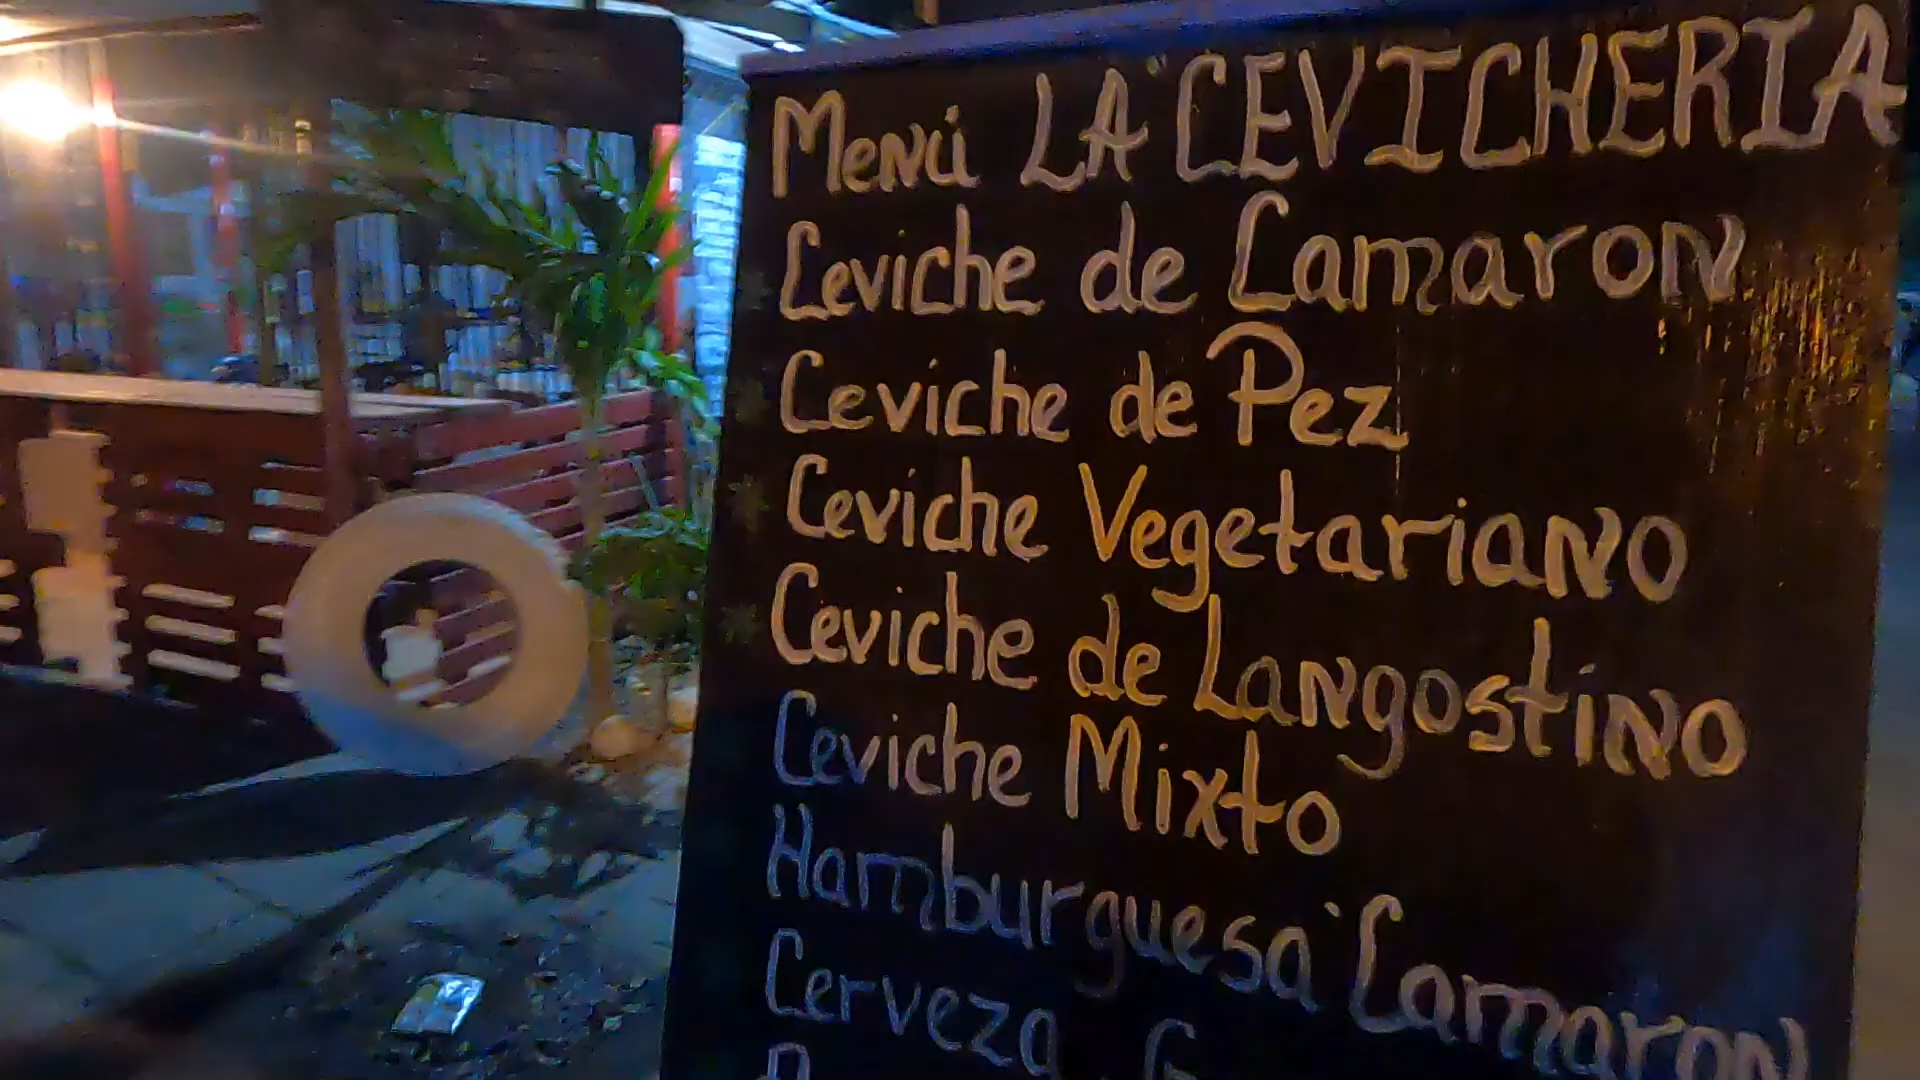 Menú LA CEVICHERIA
Ceviche de Camaron
Ceviche de Pez
Ceviche Vegetariano
Ceviche de Langostino
Ceviche Mixto
Hamburguesa Camaron
Cerveza